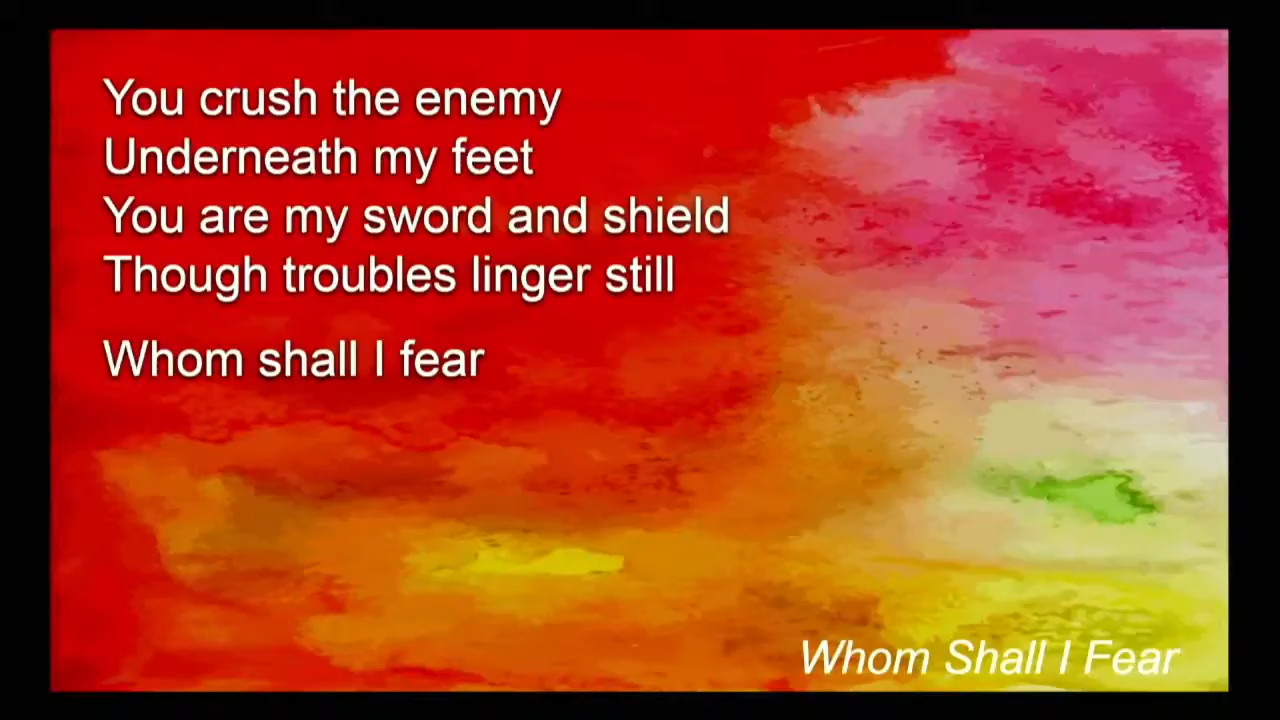 You crush the enemy
Underneath my feet
You are my sword and shield
Though troubles linger still
Whom shall I fear
Whom Shall I Fear